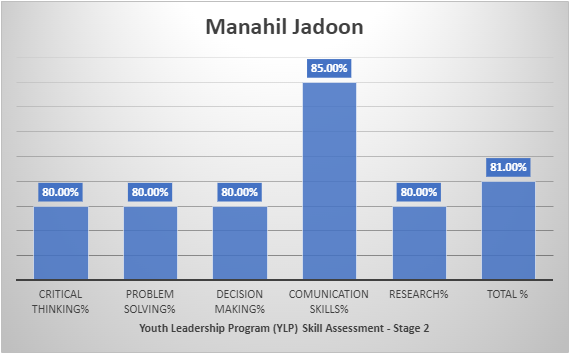 Manahil Jadoon
85.00%
81.00%
80.00%
80.00%
80.00%
80.00%
CRITICAL
THINKING%
PROBLEM
SOLVING%
DECISION
MAKING%
COMUNICATION
SKILLS%
RESEARCH%
TOTAL %
Youth Leadership Program (YLP) Skill Assessment - Stage 2